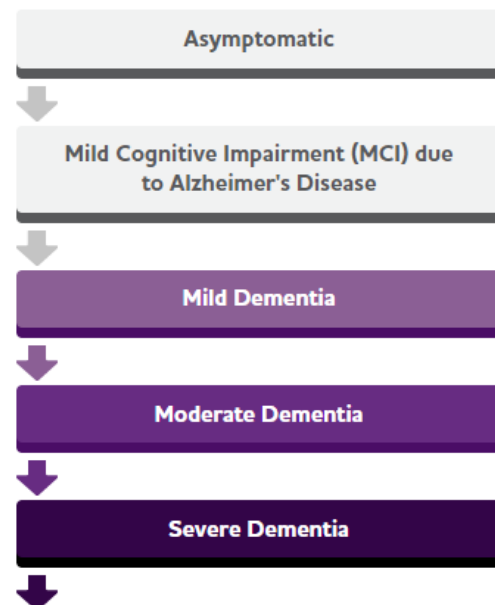 Asymptomatic
Mild Cognitive Impairment (MCI) due
to Alzheimer's Disease
Mild Dementia
Moderate Dementia
Severe Dementia